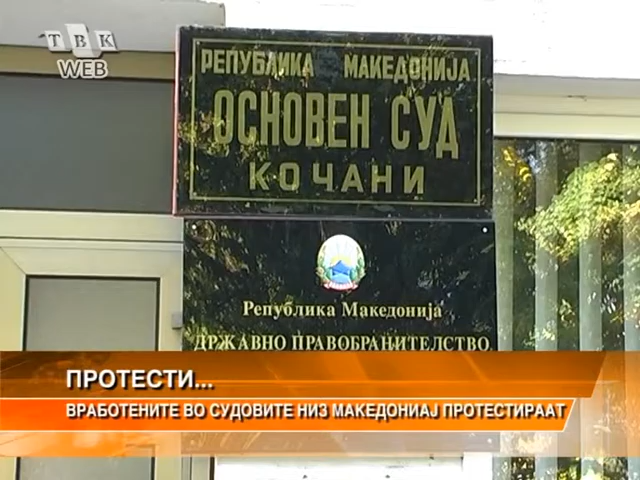 ТВК
WEB
РЕПУБЛИКА МАКЕДОНИЈА
ОСНОВЕН СУД
КОЧАНИ
Република Македонија
ДРЖАВНО ПРАВОБРАНИТЕЛСТВО
ПРОТЕСТИ...
ВРАБОТЕНИТЕ ВО СУДОВИТЕ НИЗ МАКЕДОНИАЈ ПРОТЕСТИРААТ